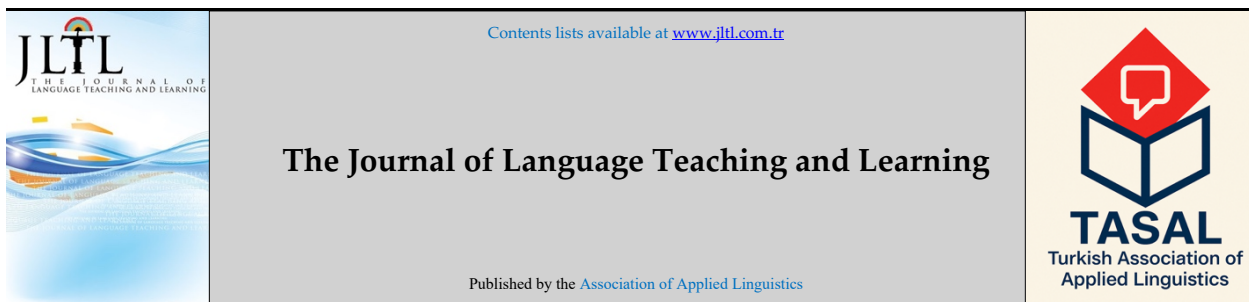 JLTL
THE JOURNAL OF
LANGUAGE TEACHING AND LEARNING
Contents lists available at www.jltl.com.tr
The Journal of Language Teaching and Learning
Published by the Association of Applied Linguistics
TASAL
Turkish Association of
Applied Linguistics